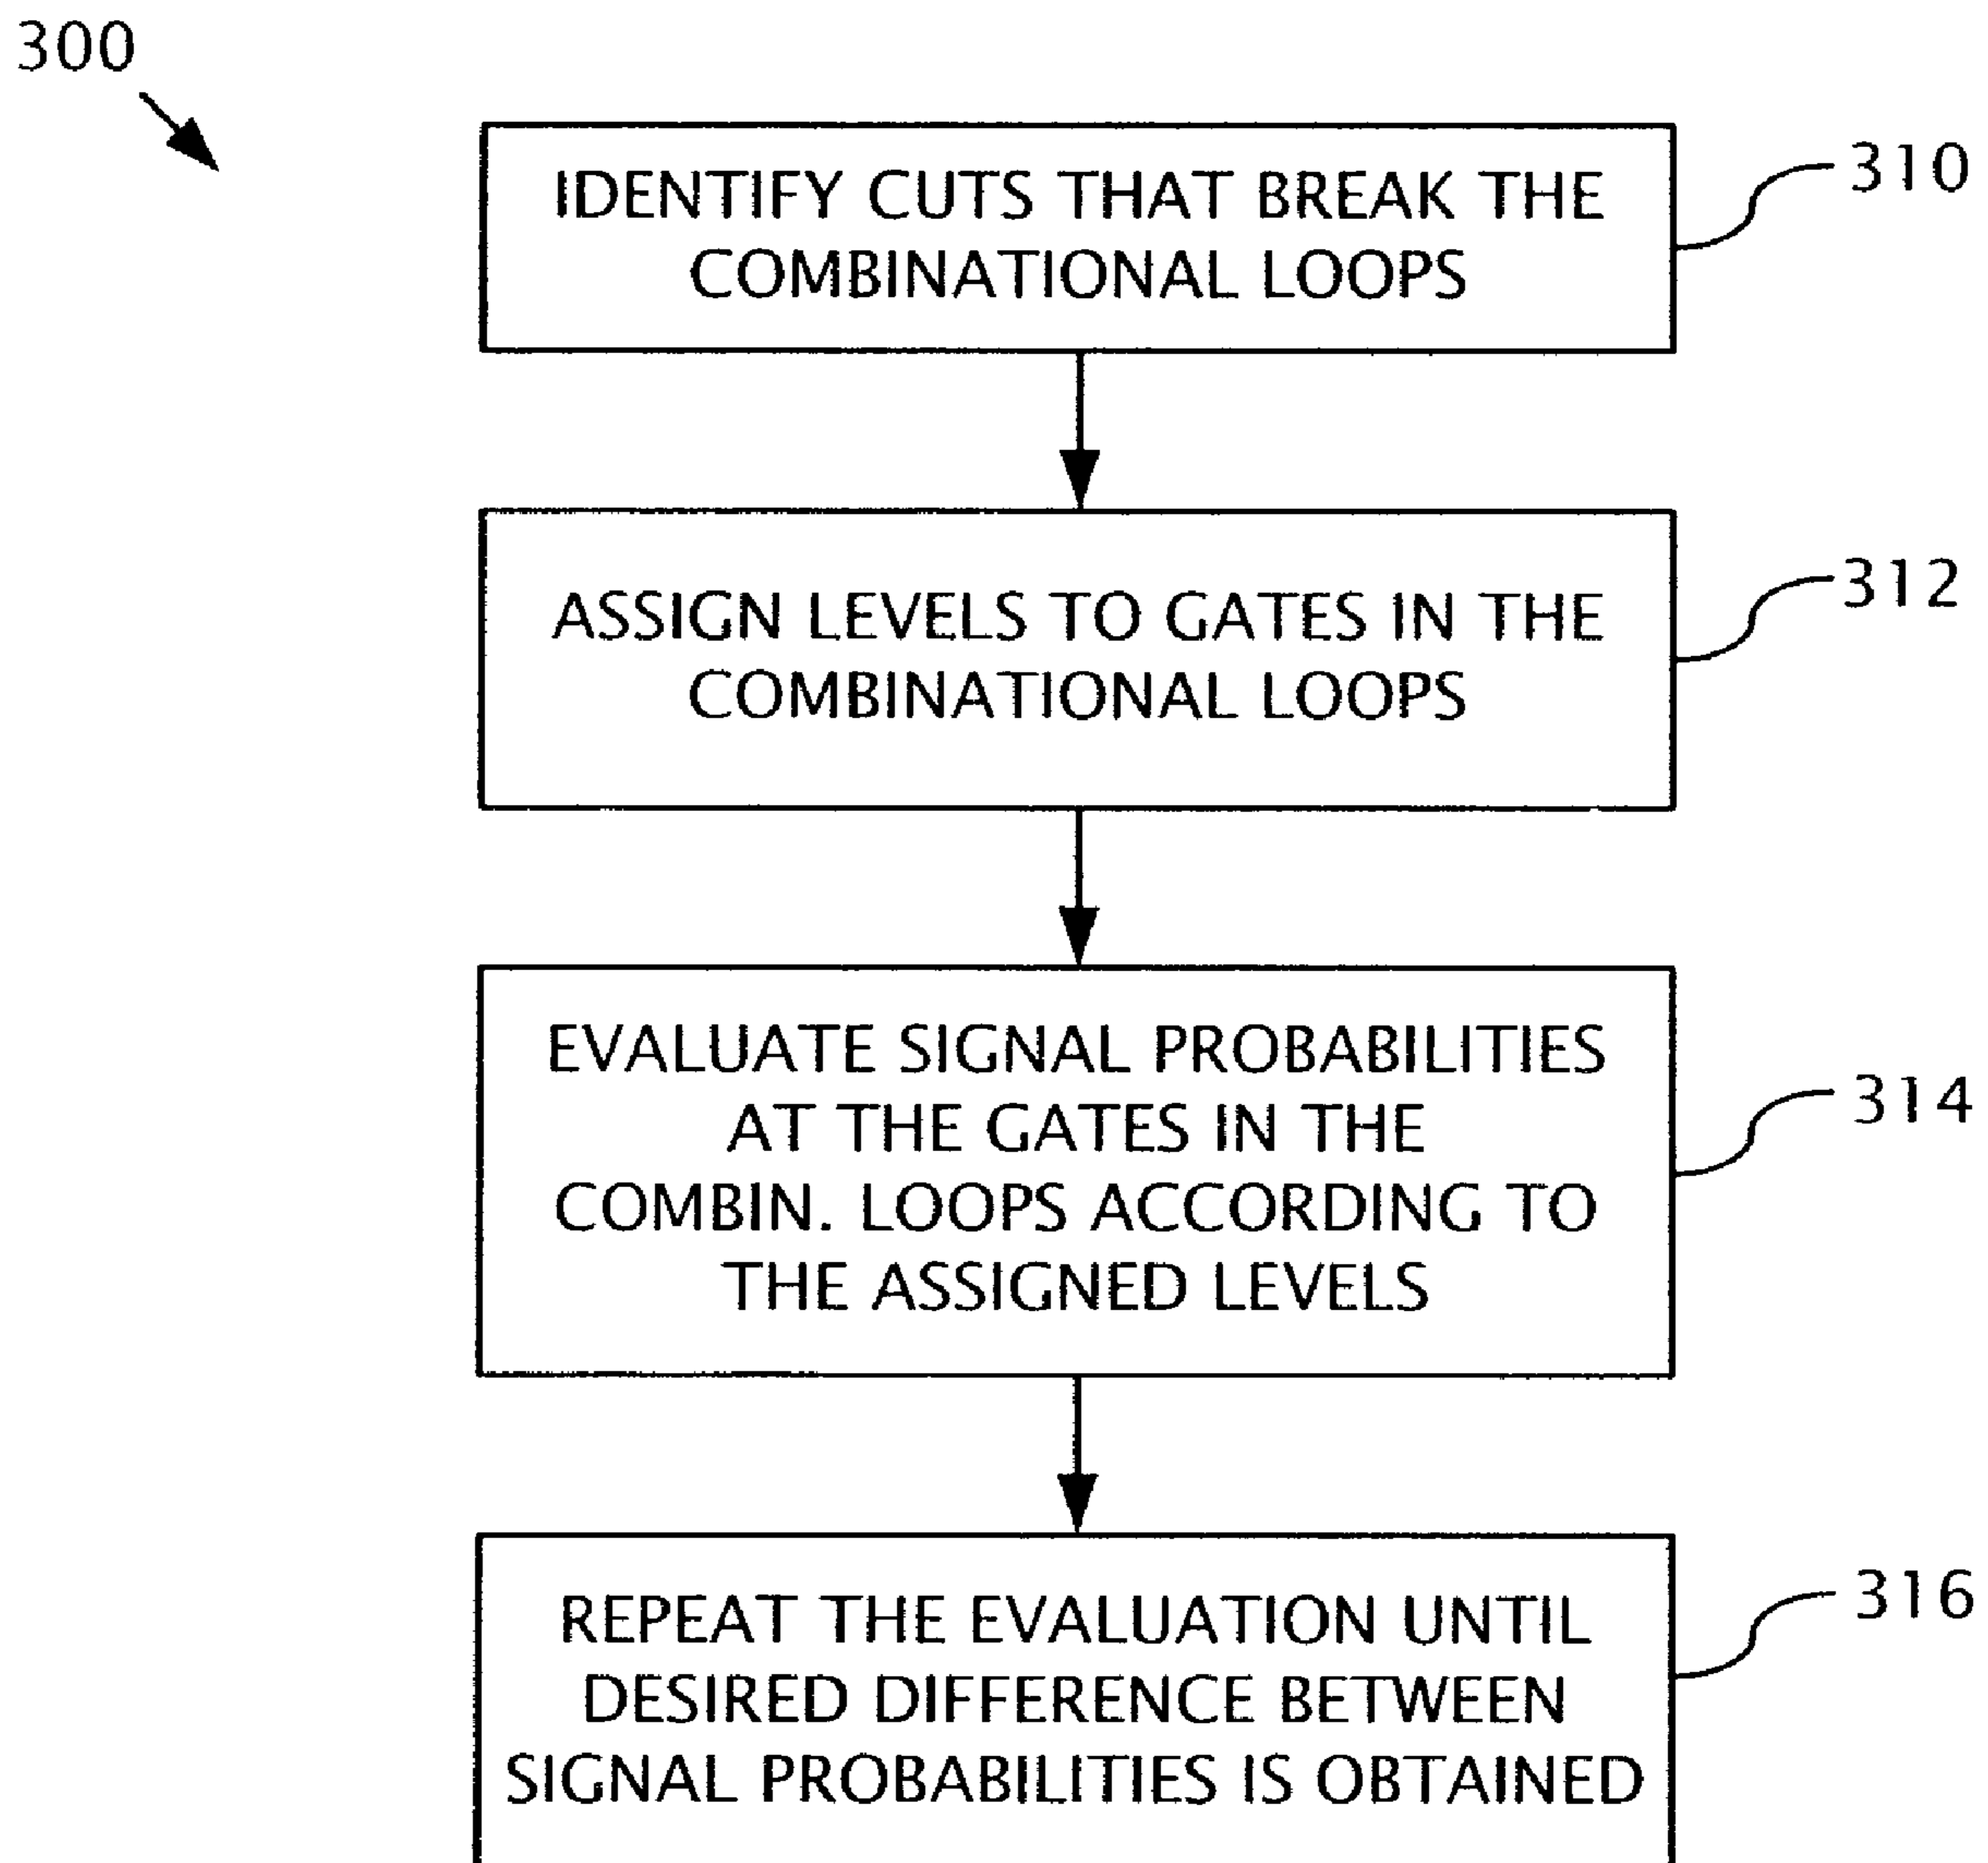 300
IDENTIFY CUTS THAT BREAK THE
COMBINATIONAL LOOPS
310
ASSIGN LEVELS TO GATES IN THE
COMBINATIONAL LOOPS
312
EVALUATE SIGNAL PROBABILITIES
AT THE GATES IN THE
COMBIN. LOOPS ACCORDING TO
THE ASSIGNED LEVELS
314
REPEAT THE EVALUATION UNTIL
DESIRED DIFFERENCE BETWEEN
SIGNAL PROBABILITIES IS OBTAINED
316